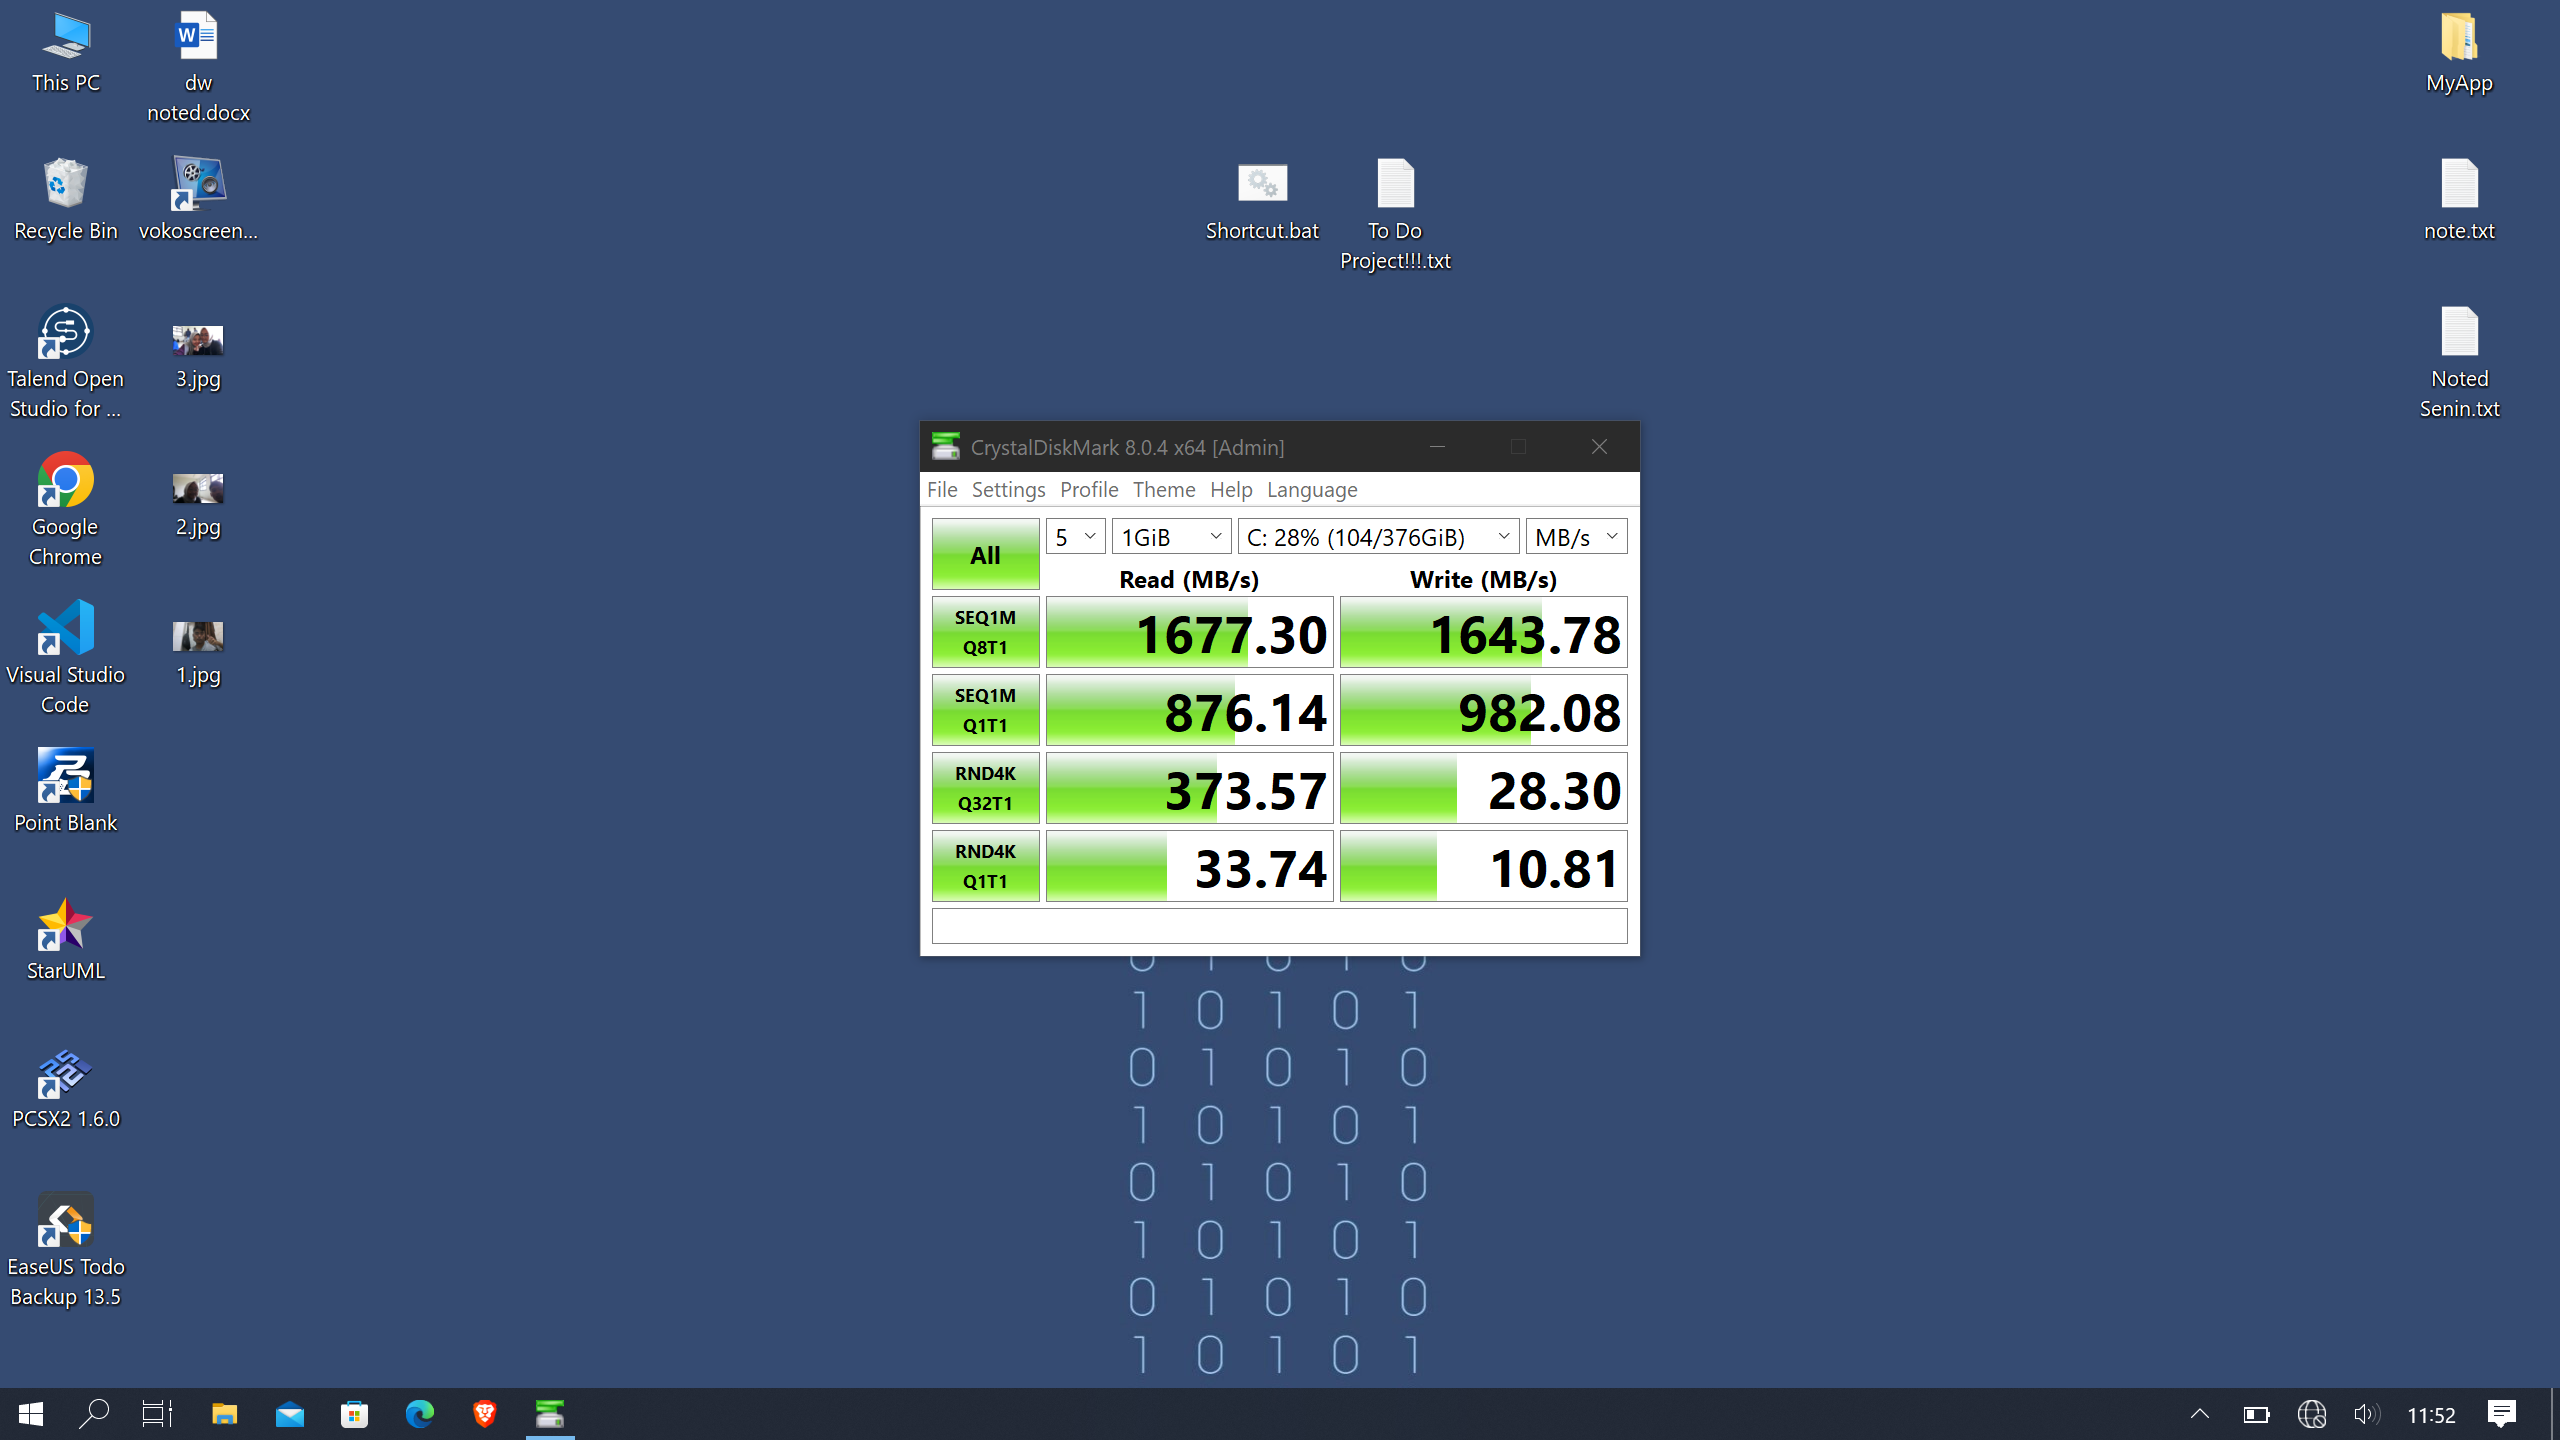 This PC
dw
noted.docx
MyApp
Recycle Bin
vokoscreen...
Shortcut.bat
To Do
Project!!!.txt
note.txt
Talend Open
Studio for ...
3.jpg
Noted
Senin.txt
Google
Chrome
2.jpg
Visual Studio
Code
1.jpg
Point Blank
StarUML
PCSX2 1.6.0
EaseUS Todo
Backup 13.5
CrystalDiskMark 8.0.4 x64 [Admin]
File Settings Profile Theme Help Language
All
5 1GiB C: 28% (104/376GiB) MB/s
Read (MB/s) Write (MB/s)
SEQ1M
Q8T1
1677.30 1643.78
SEQ1M
Q1T1
876.14 982.08
RND4K
Q32T1
373.57 28.30
RND4K
Q1T1
33.74 10.81
0 1 0 1 0
1 0 1 0 1
0 1 0 1 0
1 0 1 0 1
0 1 0 1 0
1 0 1 0 1
0 1 0 1 0
1 0 1 0 1
11:52